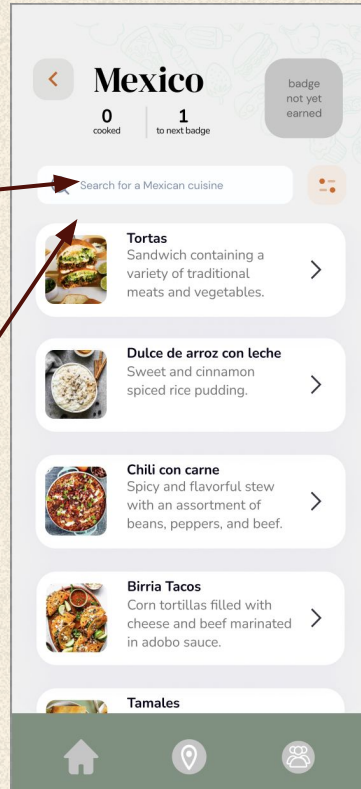 Mexico
badge
not yet
earned
0
cooked
1
to next badge
Search for a Mexican cuisine
Tortas
Sandwich containing a
variety of traditional
meats and vegetables.
Dulce de arroz con leche
Sweet and cinnamon
spiced rice pudding.
Chili con carne
Spicy and flavorful stew
with an assortment of
beans, peppers, and beef.
Birria Tacos
Corn tortillas filled with
cheese and beef marinated
in adobo sauce.
Tamales